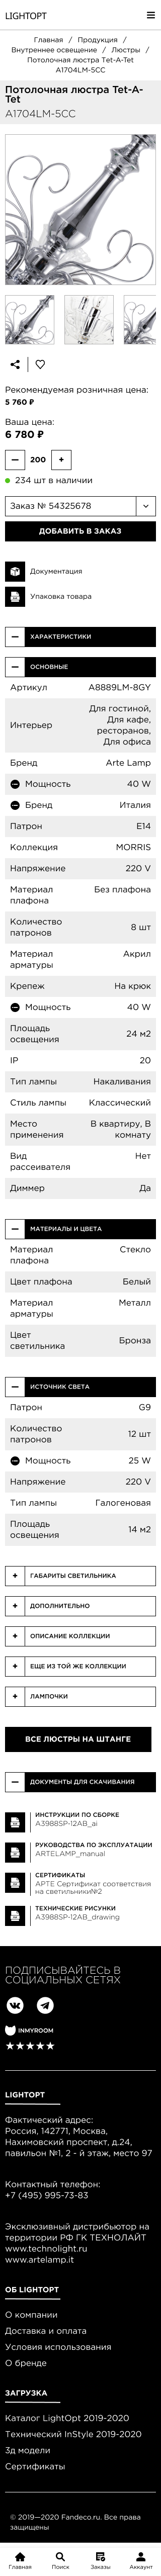 LIGHTOPT
Главная / Продукция /
Внутреннее освещение / Люстры /
Потолочная люстра Tet-A-Tet
A1704LM-5CC
Потолочная люстра Tet-A-
Tet
A1704LM-5CC
Рекомендуемая розничная цена:
5 760 ₽
Ваша цена:
6 780 ₽
— 200 +
234 шт в наличии
Заказ № 54325678
ДОБАВИТЬ В ЗАКАЗ
Документация
Упаковка товара
— ХАРАКТЕРИСТИКИ
— ОСНОВНЫЕ
Артикул A8889LM-8GY
Интерьер Для гостиной,
Для кафе,
ресторанов,
Для офиса
Бренд Arte Lamp
Мощность 40 W
Бренд Италия
Патрон E14
Коллекция MORRIS
Напряжение 220 V
Материал
плафона Без плафона
Количество
патронов 8 шт
Материал
арматуры Акрил
Крепеж На крюк
Мощность 40 W
Площадь
освещения 24 м2
IP 20
Тип лампы Накаливания
Стиль лампы Классический
Место
применения В квартиру, В
комнату
Вид
рассеивателя Нет
Диммер Да
— МАТЕРИАЛЫ И ЦВЕТА
Материал
плафона Стекло
Цвет плафона Белый
Материал
арматуры Металл
Цвет
светильника Бронза
— ИСТОЧНИК СВЕТА
Патрон G9
Количество
патронов 12 шт
Мощность 25 W
Напряжение 220 V
Тип лампы Галогеновая
Площадь
освещения 14 м2
+ ГАБАРИТЫ СВЕТИЛЬНИКА
+ ДОПОЛНИТЕЛЬНО
+ ОПИСАНИЕ КОЛЛЕКЦИИ
+ ЕЩЕ ИЗ ТОЙ ЖЕ КОЛЛЕКЦИИ
+ ЛАМПОЧКИ
ВСЕ ЛЮСТРЫ НА ШТАНГЕ
— ДОКУМЕНТЫ ДЛЯ СКАЧИВАНИЯ
ИНСТРУКЦИИ ПО СБОРКЕ
A3988SP-12AB_ai
РУКОВОДСТВА ПО ЭКСПЛУАТАЦИИ
ARTELAMP_manual
СЕРТИФИКАТЫ
АРТЕ Сертификат соответствия
на светильники№2
ТЕХНИЧЕСКИЕ РИСУНКИ
A3988SP-12AB_drawing
ПОДПИСЫВАЙТЕСЬ В
СОЦИАЛЬНЫХ СЕТЯХ
INMYROOM
LIGHTOPT
Фактический адрес:
Россия, 142771, Москва,
Нахимовский проспект, д.24,
павильон №1, 2 - й этаж, место 97
Контактный телефон:
+7 (495) 995-73-83
Эксклюзивный дистрибьютор на
территории РФ ГК ТЕХНОЛАЙТ
www.technolight.ru
www.artelamp.it
ОБ LIGHTOPT
О компании
Доставка и оплата
Условия использования
О бренде
ЗАГРУЗКА
Каталог LightOpt 2019-2020
Технический InStyle 2019-2020
3д модели
Сертификаты
© 2019—2020 Fandeco.ru. Все права
защищены
Главная Поиск Заказы Аккаунт